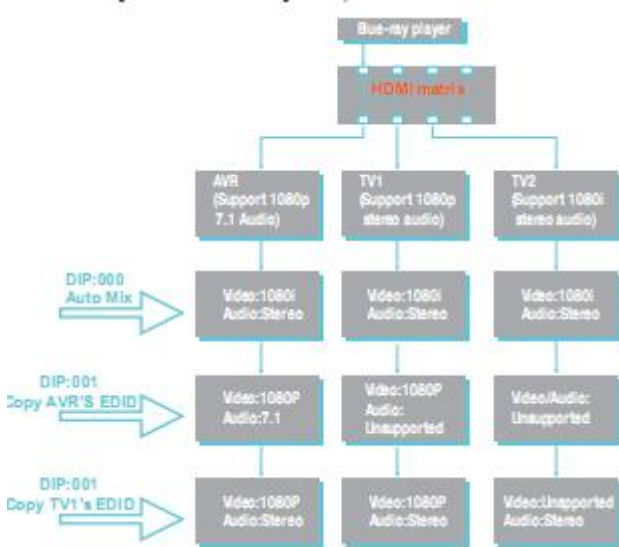 Bue-ray player
HDMI matrix
AVR
(Support 1080p
7.1 Audio)
TV1
(Support 1080p
stereo audio)
TV2
(Support 1080i
stereo audio)
DIP:000
Auto Mix
Video:1080i
Audio:Stereo
Video:1080i
Audio:Stereo
Video:1080i
Audio:Stereo
DIP:001
Copy AVR'S EDID
Video:1080P
Audio:7.1
Video:1080P
Audio:
Unsupported
Video/Audio:
Unsupported
DIP:001
Copy TV1's EDID
Video:1080P
Audio:Stereo
Video:1080P
Audio:Stereo
Video:Unapported
Audio:Stereo